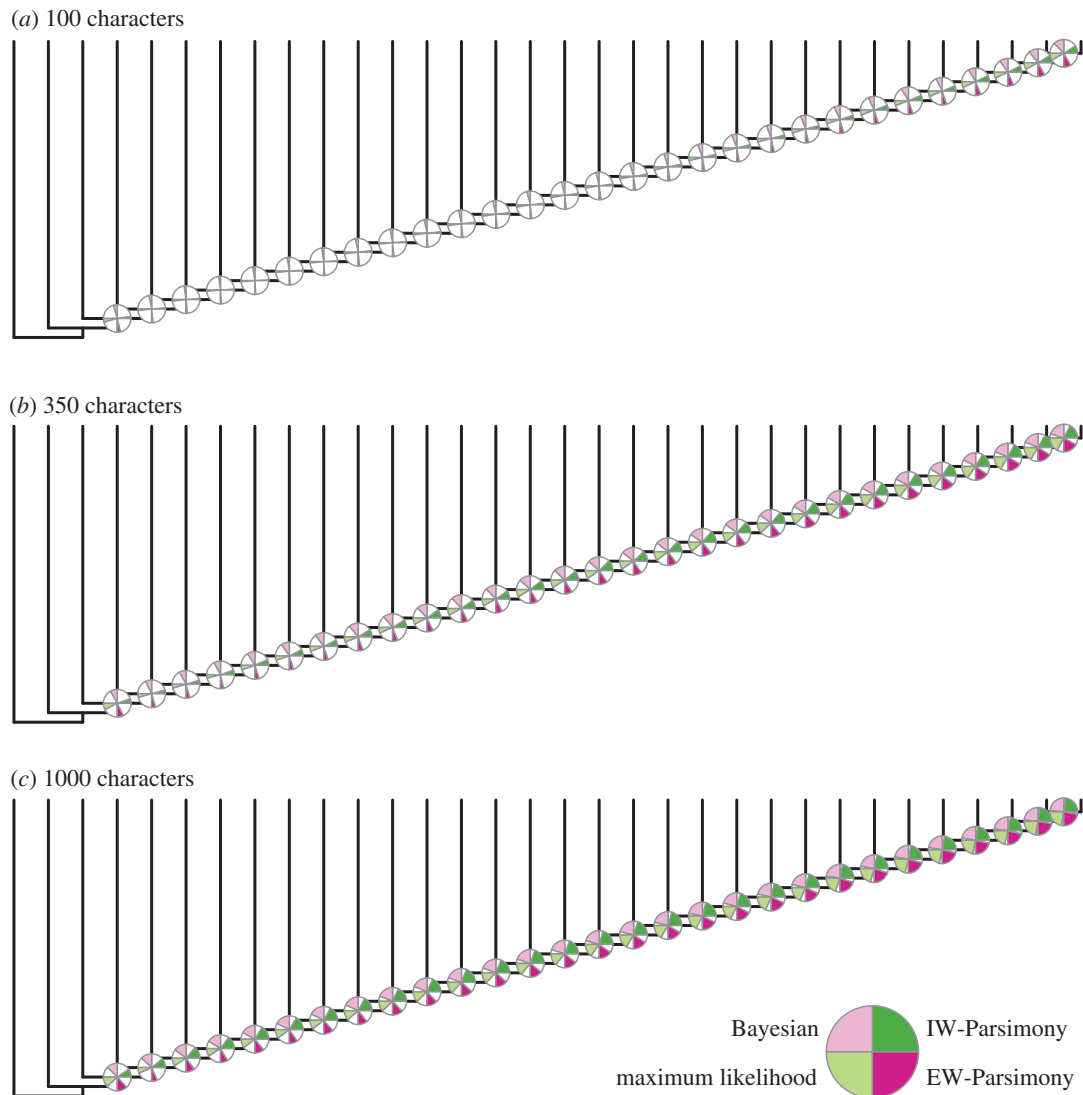 (a) 100 characters
(b) 350 characters
(c) 1000 characters
Bayesian
IW-Parsimony
maximum likelihood
EW-Parsimony